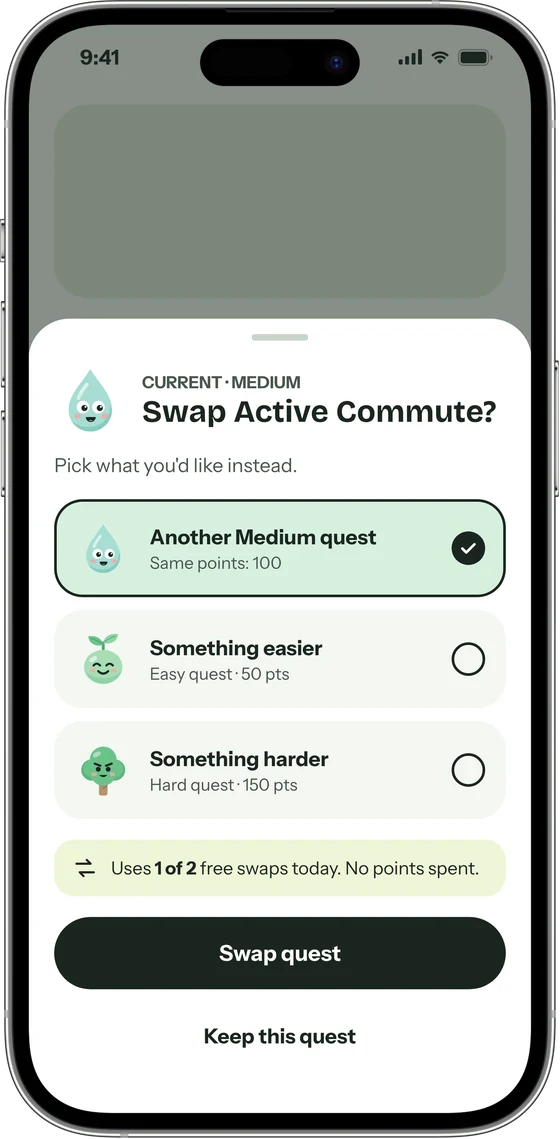 9:41
CURRENT · MEDIUM
Swap Active Commute?
Pick what you'd like instead.
Another Medium quest
Same points: 100
Something easier
Easy quest · 50 pts
Something harder
Hard quest · 150 pts
Uses 1 of 2 free swaps today. No points spent.
Swap quest
Keep this quest